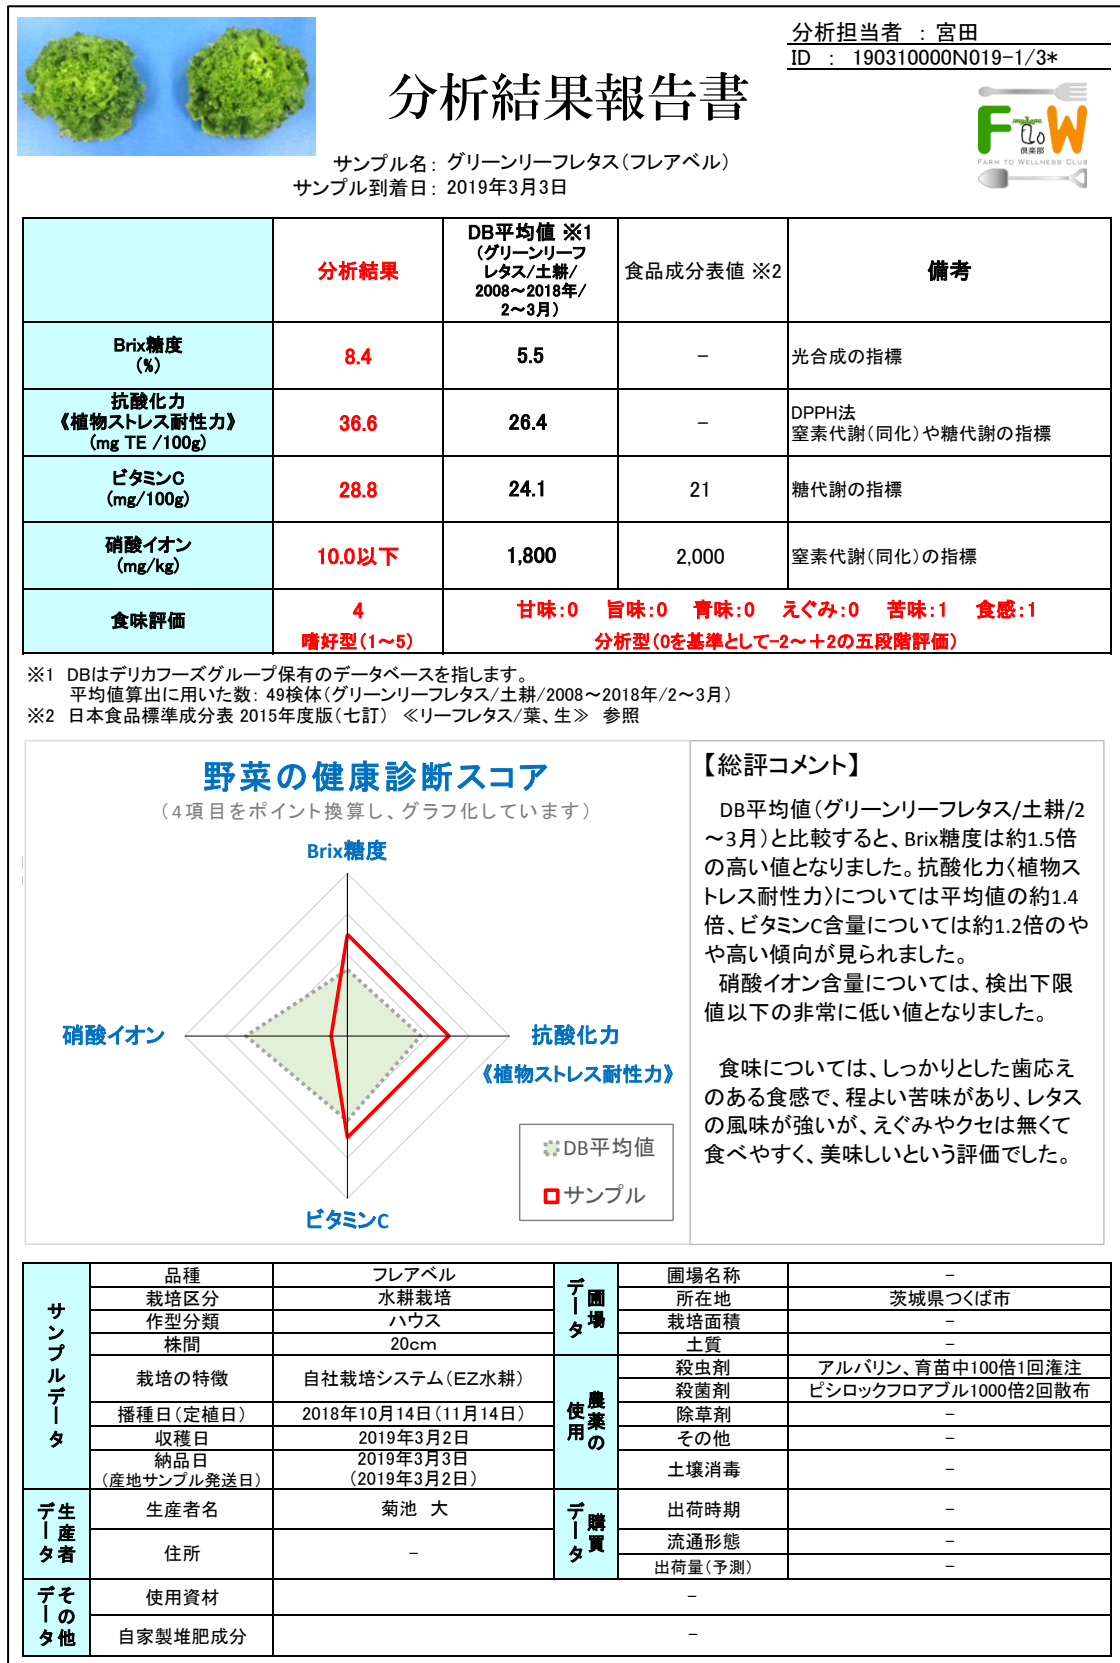 分析担当者 ： 宮田
ID ： 190310000N019-1/3*
分析結果報告書
F to W
倶楽部
FARM TO WELLNESS CLUB
サンプル名： グリーンリーフレタス（フレアベル）
サンプル到着日： 2019年3月3日
分析結果
DB平均値 ※1
（グリーンリーフ
レタス/土耕/
2008～2018年/
2～3月）
食品成分表値 ※2
備考
Brix糖度
(%)
8.4
5.5
－
光合成の指標
抗酸化力
《植物ストレス耐性力》
(mg TE /100g)
36.6
26.4
－
DPPH法
窒素代謝（同化）や糖代謝の指標
ビタミンC
(mg/100g)
28.8
24.1
21
糖代謝の指標
硝酸イオン
(mg/kg)
10.0以下
1,800
2,000
窒素代謝（同化）の指標
食味評価
4
嗜好型（1～5）
甘味：0 旨味：0 青味：0 えぐみ：0 苦味：1 食感：1
分析型（0を基準として-2～＋2の五段階評価）
※1 DBはデリカフーズグループ保有のデータベースを指します。
平均値算出に用いた数： 49検体（グリーンリーフレタス/土耕/2008～2018年/2～3月）
※2 日本食品標準成分表 2015年度版（七訂） ≪リーフレタス/葉、生≫ 参照
野菜の健康診断スコア
（4項目をポイント換算し、グラフ化しています）
Brix糖度
硝酸イオン
抗酸化力
《植物ストレス耐性力》
ビタミンC
DB平均値
サンプル
【総評コメント】
DB平均値（グリーンリーフレタス/土耕/2
～3月）と比較すると、Brix糖度は約1.5倍
の高い値となりました。抗酸化力〈植物ス
トレス耐性力〉については平均値の約1.4
倍、ビタミンC含量については約1.2倍のや
や高い傾向が見られました。
硝酸イオン含量については、検出下限
値以下の非常に低い値となりました。
食味については、しっかりとした歯応え
のある食感で、程よい苦味があり、レタス
の風味が強いが、えぐみやクセは無くて
食べやすく、美味しいという評価でした。
サンプルデータ
品種
フレアベル
栽培区分
水耕栽培
作型分類
ハウス
株間
20cm
栽培の特徴
自社栽培システム（EZ水耕）
播種日（定植日）
2018年10月14日（11月14日）
収穫日
2019年3月2日
納品日
（産地サンプル発送日）
2019年3月3日
（2019年3月2日）
圃場データ
圃場名称
－
所在地
茨城県つくば市
栽培面積
－
土質
－
農薬の使用
殺虫剤
アルバリン、育苗中100倍1回潅注
殺菌剤
ピシロックフロアブル1000倍2回散布
除草剤
－
その他
－
土壌消毒
－
生産者データ
生産者名
菊池 大
住所
－
購買データ
出荷時期
－
流通形態
－
出荷量（予測）
－
その他データ
使用資材
－
自家製堆肥成分
－